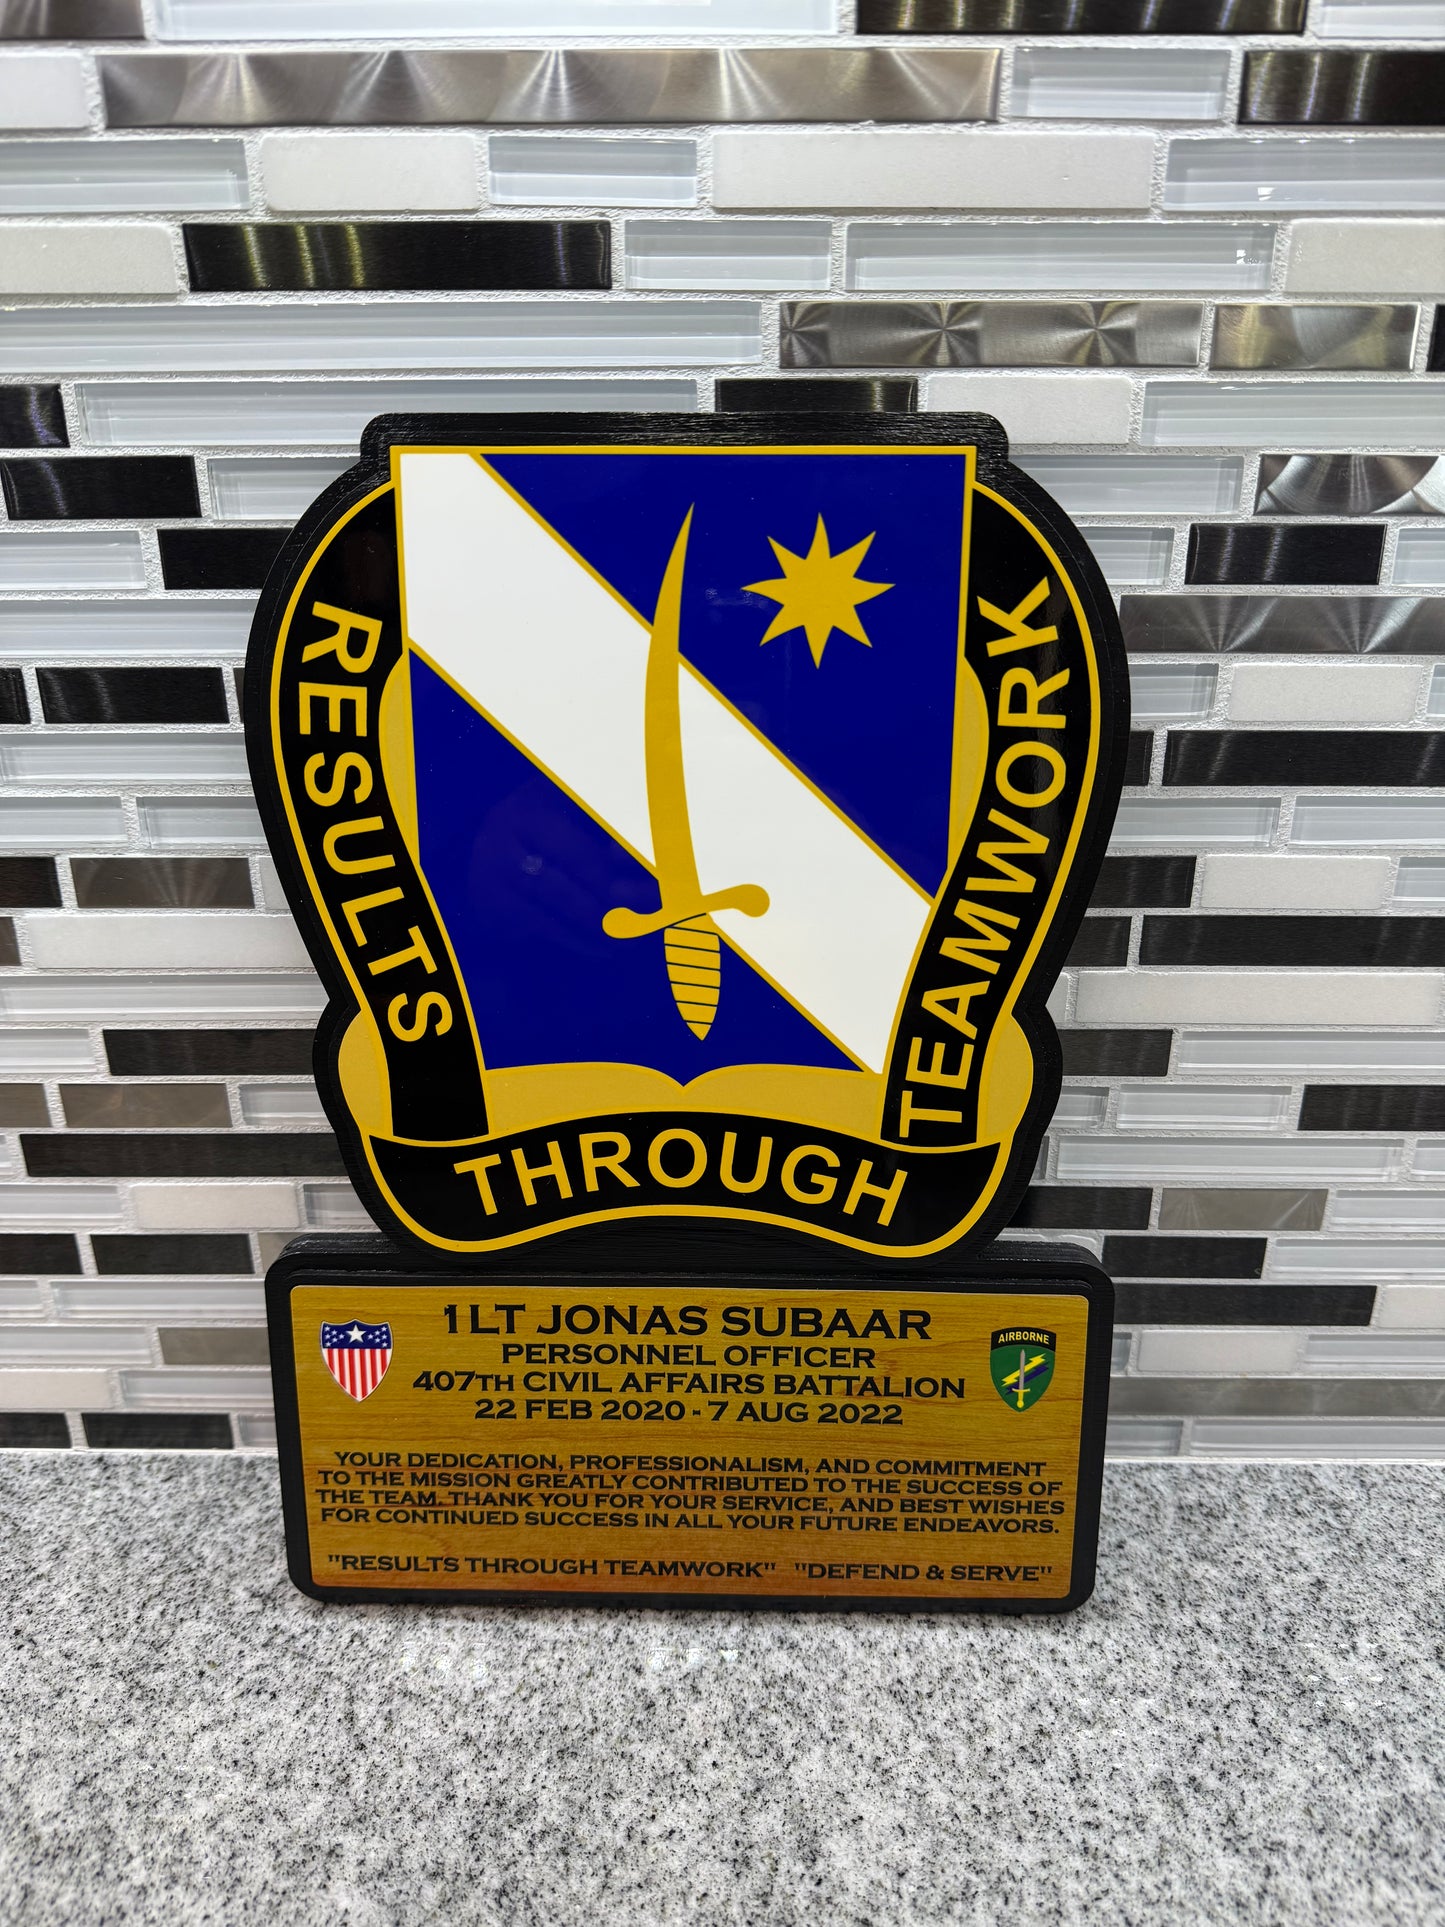 RESULTS
THROUGH
TEAMWORK
1LT JONAS SUBAAR
PERSONNEL OFFICER
407TH CIVIL AFFAIRS BATTALION
22 FEB 2020 - 7 AUG 2022
AIRBORNE
YOUR DEDICATION, PROFESSIONALISM, AND COMMITMENT
TO THE MISSION GREATLY CONTRIBUTED TO THE SUCCESS OF
THE TEAM. THANK YOU FOR YOUR SERVICE, AND BEST WISHES
FOR CONTINUED SUCCESS IN ALL YOUR FUTURE ENDEAVORS.
"RESULTS THROUGH TEAMWORK" "DEFEND & SERVE"